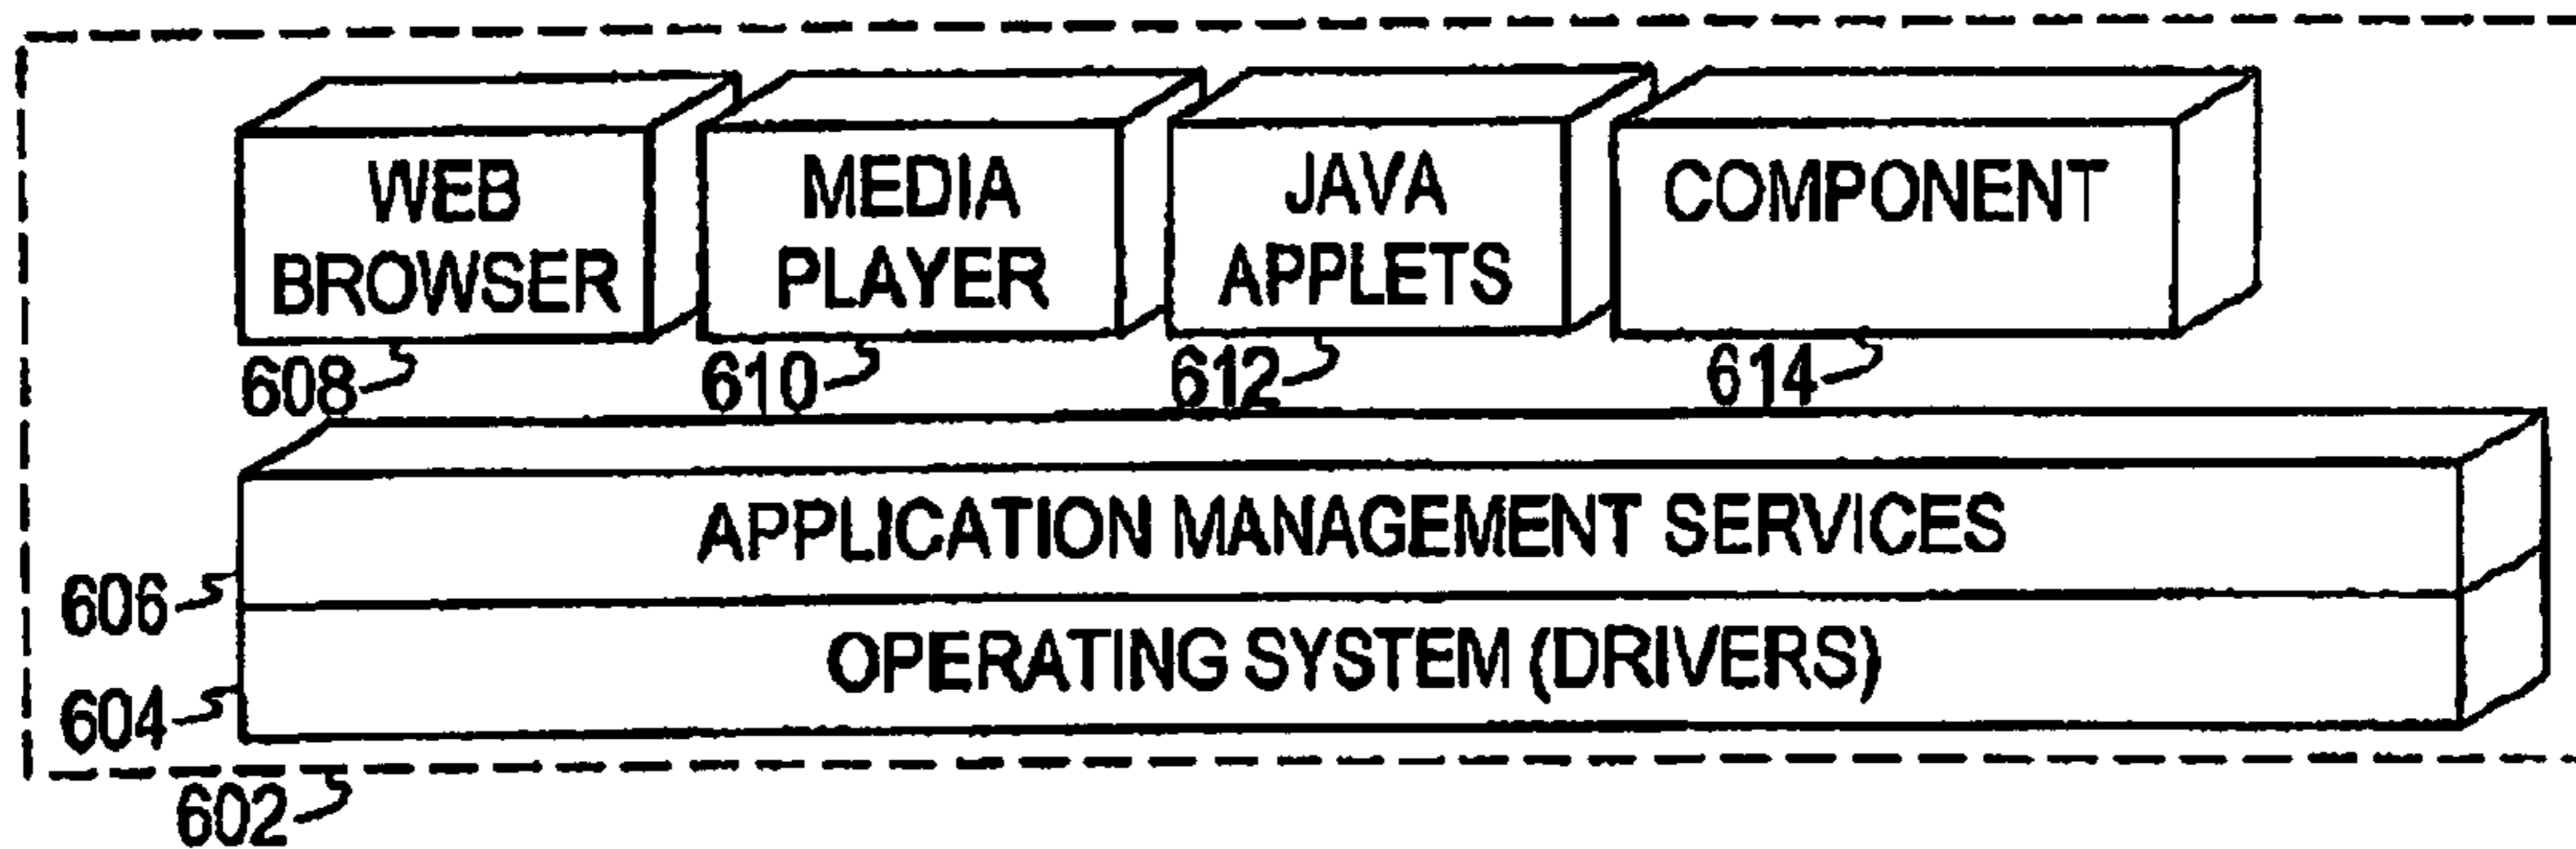 WEB
BROWSER
MEDIA
PLAYER
JAVA
APPLETS
COMPONENT
608
610
612
614
APPLICATION MANAGEMENT SERVICES
606
OPERATING SYSTEM (DRIVERS)
604
602